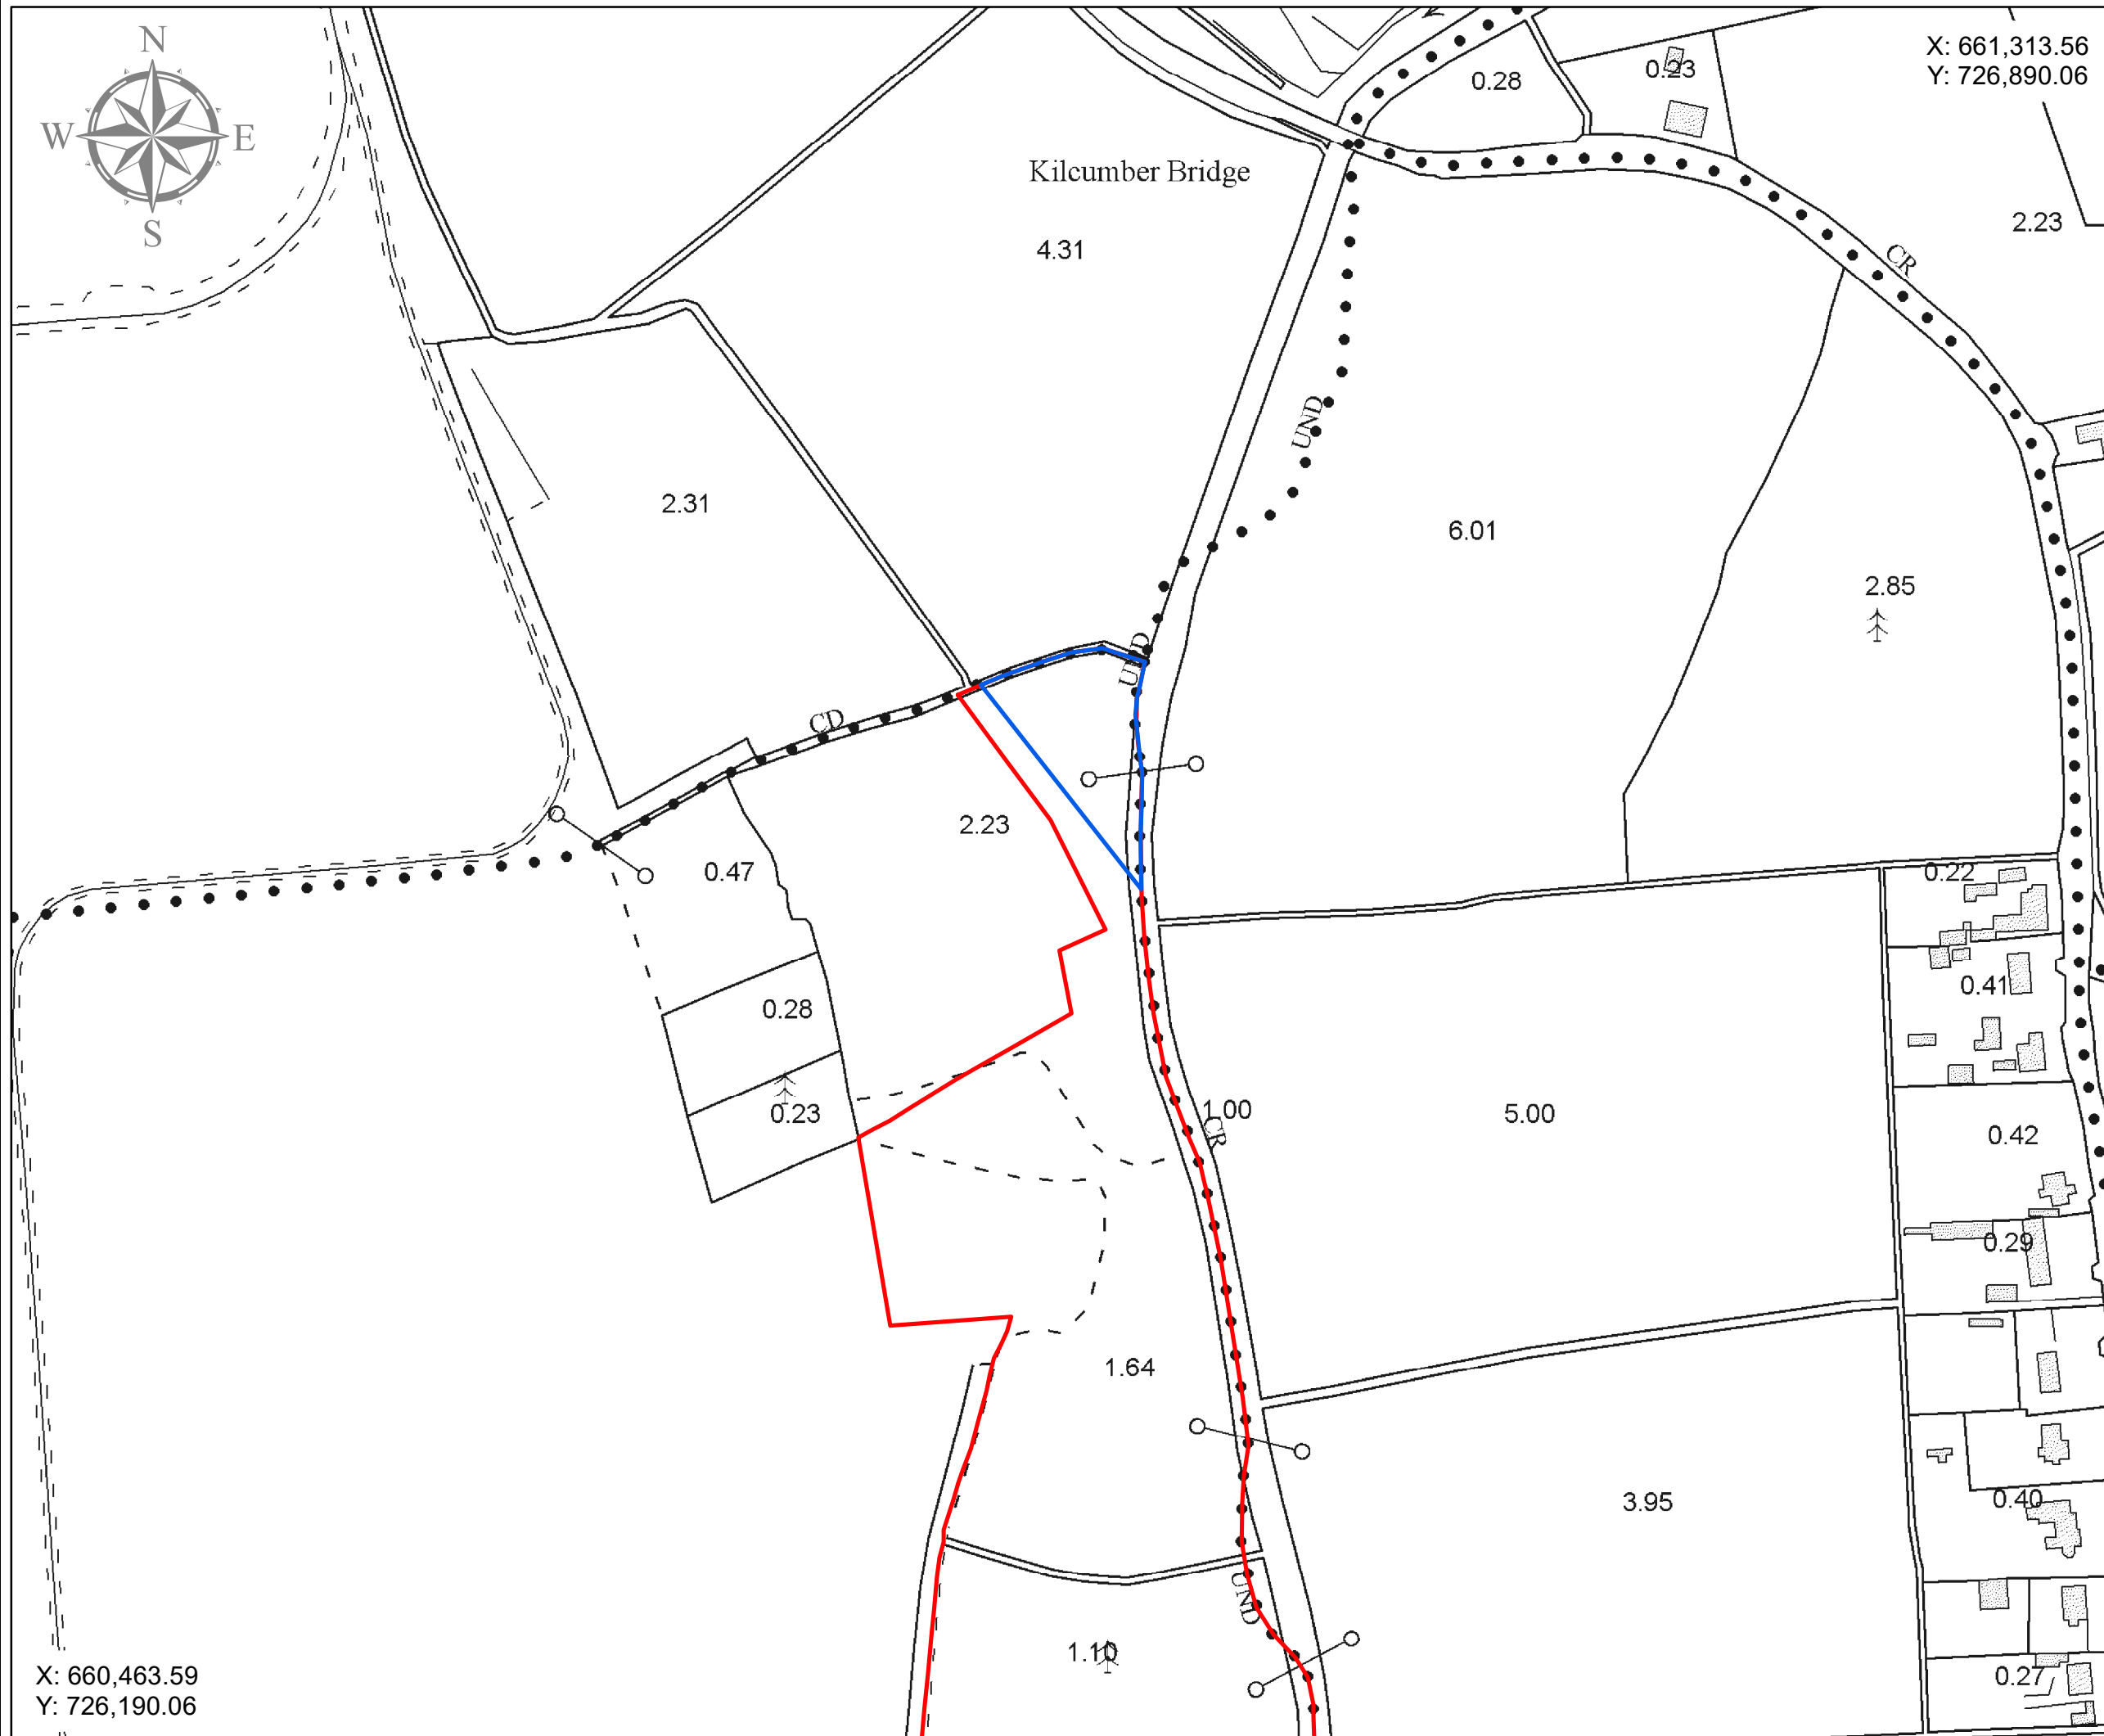 N
W E
S
X: 661,313.56
Y: 726,890.06
0.28
0.23
Kilcumber Bridge
4.31
2.23
CR
UND
2.31
6.01
2.85
UND
CD
2.23
0.47
0.22
0.28
0.41
0.23
1.00
CR
5.00
0.42
0.29
1.64
3.95
0.40
UND
1.10
0.27
X: 660,463.59
Y: 726,190.06